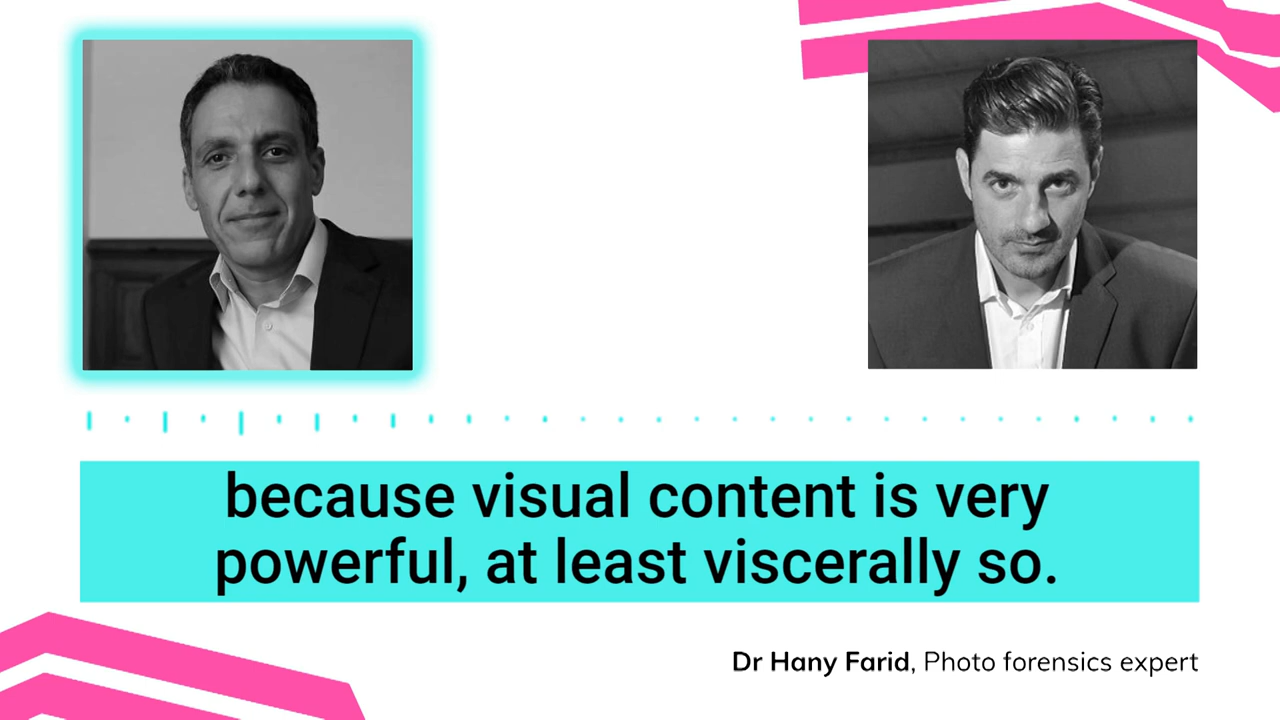 because visual content is very
powerful, at least viscerally so.
Dr Hany Farid, Photo forensics expert